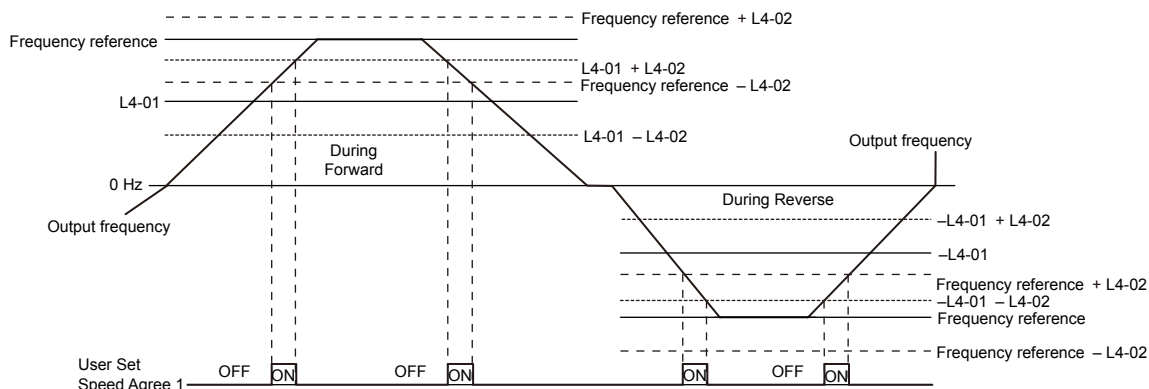 Frequency reference + L4-02
Frequency reference
L4-01 + L4-02
Frequency reference – L4-02
L4-01
L4-01 – L4-02
During
Forward
Output frequency
0 Hz
During Reverse
Output frequency
–L4-01 + L4-02
–L4-01
Frequency reference + L4-02
–L4-01 – L4-02
Frequency reference
Frequency reference – L4-02
User Set
Speed Agree 1
OFF
ON
OFF
ON
ON
OFF
ON